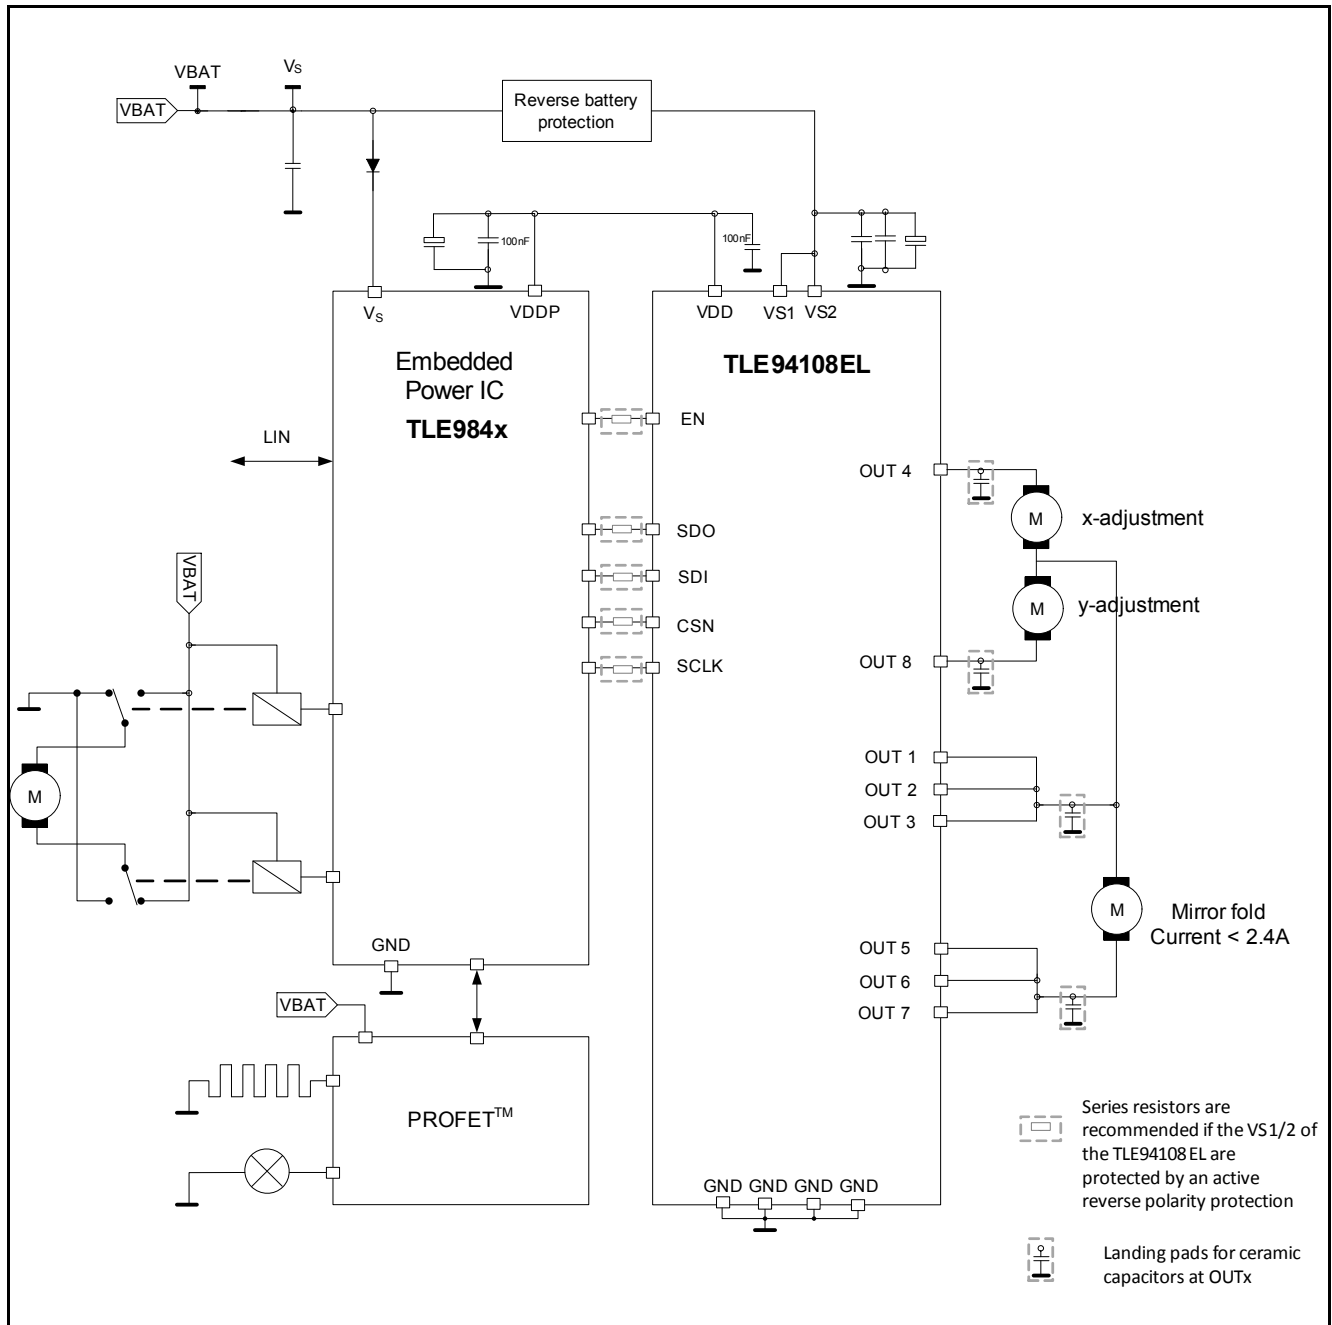 VBAT
Vs
VBAT
Reverse battery
protection
100nF
100nF
Vs
VDDP
VDD
VS1
VS2
Embedded
Power IC
TLE984x
TLE94108EL
EN
LIN
OUT 4
M
x-adjustment
SDO
SDI
VBAT
M
y-adjustment
CSN
OUT 8
SCLK
OUT 1
OUT 2
M
OUT 3
M
Mirror fold
Current < 2.4A
GND
OUT 5
OUT 6
VBAT
OUT 7
PROFET™
Series resistors are
recommended if the VS1/2 of
the TLE94108EL are
protected by an active
reverse polarity protection
GND
GND
GND
GND
Landing pads for ceramic
capacitors at OUTx